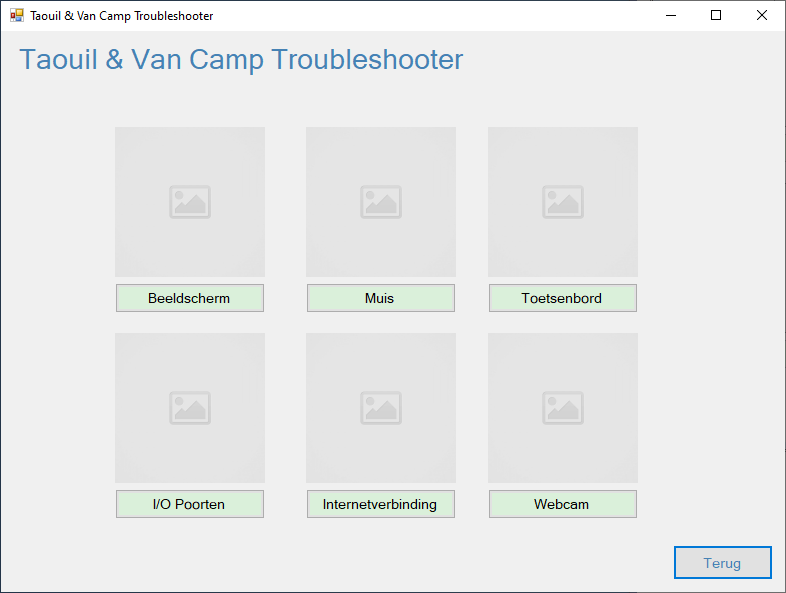 Taouil & Van Camp Troubleshooter
Taouil & Van Camp Troubleshooter
Beeldscherm
Muis
Toetsenbord
I/O Poorten
Internetverbinding
Webcam
Terug